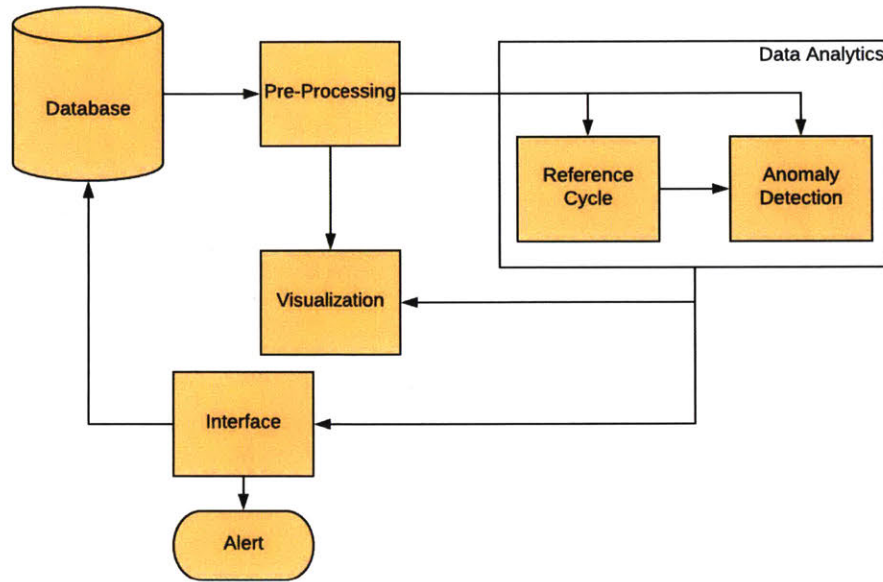 Data Analytics
Database
Pre-Processing
Reference
Cycle
Anomaly
Detection
Visualization
Interface
Alert